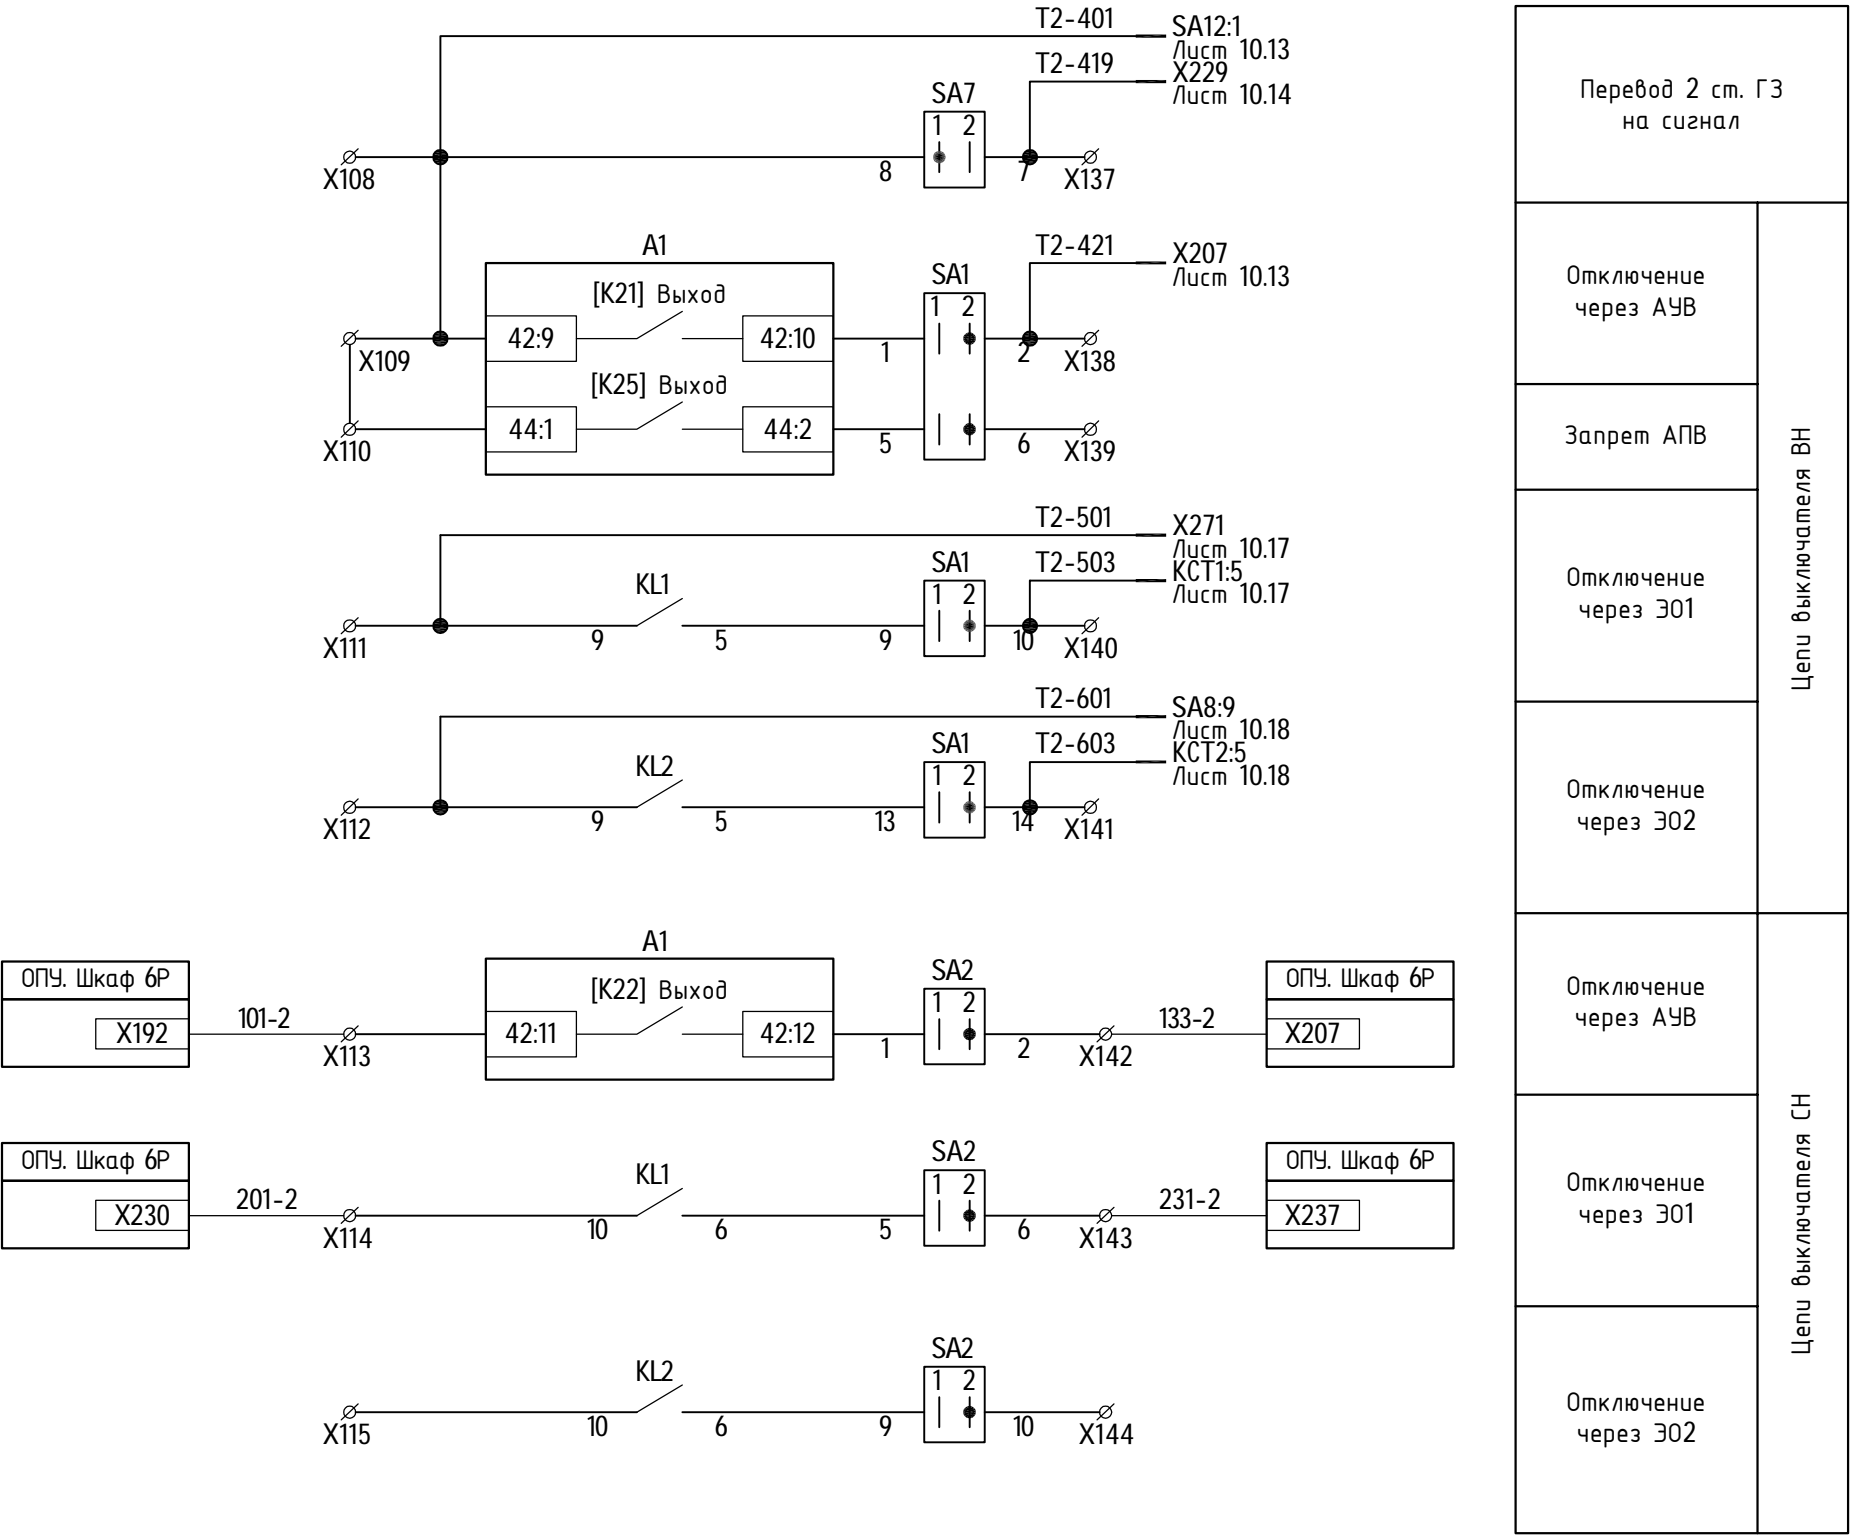 T2-401
SA12:1
Лист 10.13
T2-419
X229
Лист 10.14
SA7
1 2
X108
8
7
X137
Перевод 2 ст. ГЗ
на сигнал
A1
T2-421
X207
Лист 10.13
SA1
1 2
[K21] Выход
42:9
42:10
X109
1
2
X138
[K25] Выход
44:1
44:2
X110
5
6
X139
Отключение
через АУВ
Запрет АПВ
Цепи выключателя ВН
T2-501
X271
Лист 10.17
T2-503
KCT1:5
Лист 10.17
KL1
SA1
1 2
X111
9
5
9
10
X140
Отключение
через ЭО1
T2-601
SA8:9
Лист 10.18
T2-603
KCT2:5
Лист 10.18
KL2
SA1
1 2
X112
9
5
13
14
X141
Отключение
через ЭО2
ОПУ. Шкаф 6Р
X192
101-2
X113
A1
[K22] Выход
42:11
42:12
SA2
1 2
1
2
X142
133-2
ОПУ. Шкаф 6Р
X207
Отключение
через АУВ
Цепи выключателя СН
ОПУ. Шкаф 6Р
X230
201-2
X114
KL1
10
6
SA2
1 2
5
6
X143
231-2
ОПУ. Шкаф 6Р
X237
Отключение
через ЭО1
X115
KL2
10
6
SA2
1 2
9
10
X144
Отключение
через ЭО2